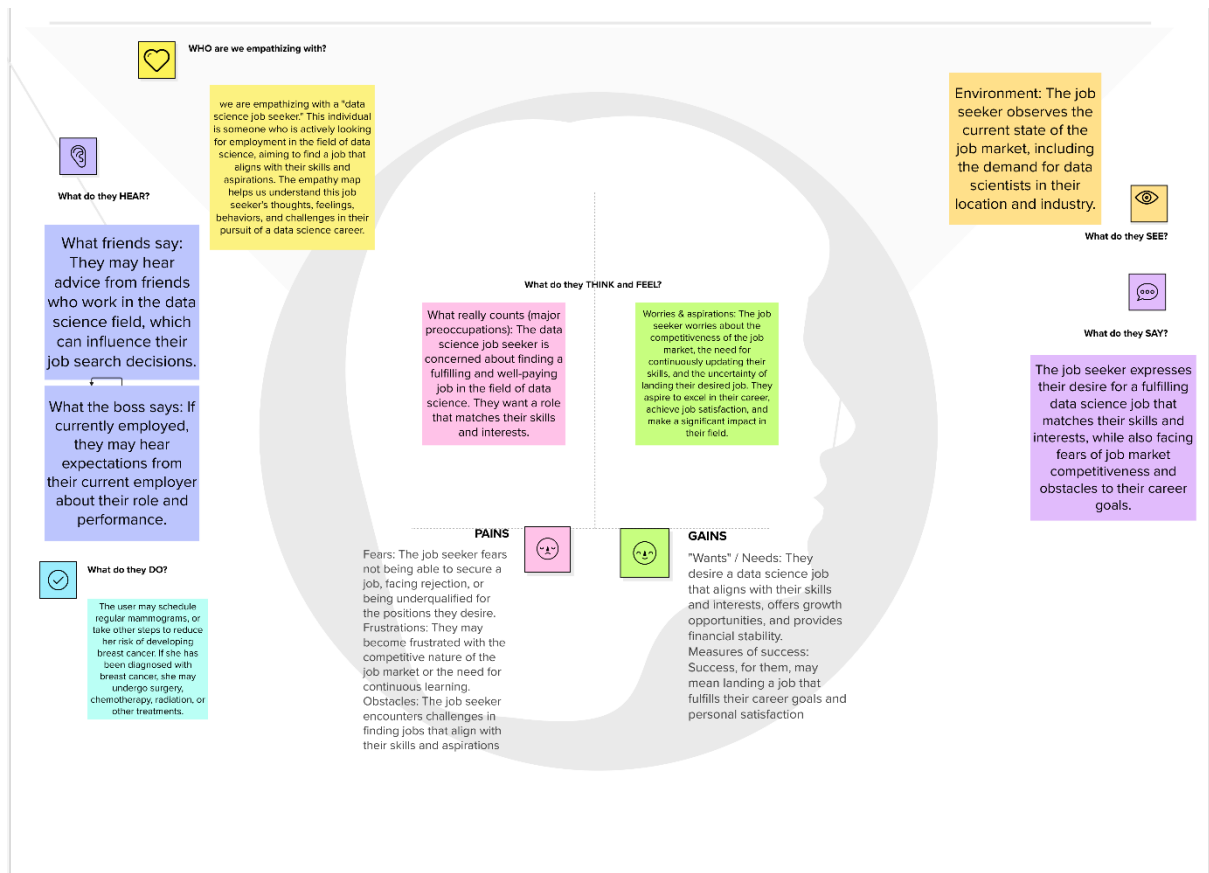 WHO are we empathizing with?
we are empathizing with a "data
science job seeker." This individual
is someone who is actively looking
for employment in the field of data
science, aiming to find a job that
aligns with their skills and
aspirations. The empathy map
helps us understand this job
seeker's thoughts, feelings,
behaviors, and challenges in their
pursuit of a data science career.
What do they HEAR?
What friends say:
They may hear
advice from friends
who work in the data
science field, which
can influence their
job search decisions.
What the boss says: If
currently employed,
they may hear
expectations from
their current employer
about their role and
performance.
What do they DO?
The user may schedule
regular mammograms, or
take other steps to reduce
her risk of developing
breast cancer. If she has
been diagnosed with
breast cancer, she may
undergo surgery,
chemotherapy, radiation, or
other treatments.
What do they THINK and FEEL?
What really counts (major
preoccupations): The data
science job seeker is
concerned about finding a
fulfilling and well-paying
job in the field of data
science. They want a role
that matches their skills
and interests.
Worries & aspirations: The job
seeker worries about the
competitiveness of the job
market, the need for
continuously updating their
skills, and the uncertainty of
landing their desired job. They
aspire to excel in their career,
achieve job satisfaction, and
make a significant impact in
their field.
PAINS
Fears: The job seeker fears
not being able to secure a
job, facing rejection, or
being underqualified for
the positions they desire.
Frustrations: They may
become frustrated with the
competitive nature of the
job market or the need for
continuous learning.
Obstacles: The job seeker
encounters challenges in
finding jobs that align with
their skills and aspirations
GAINS
"Wants" / Needs: They
desire a data science job
that aligns with their skills
and interests, offers growth
opportunities, and provides
financial stability.
Measures of success:
Success, for them, may
mean landing a job that
fulfills their career goals and
personal satisfaction
Environment: The job
seeker observes the
current state of the
job market, including
the demand for data
scientists in their
location and industry.
What do they SEE?
What do they SAY?
The job seeker expresses
their desire for a fulfilling
data science job that
matches their skills and
interests, while also facing
fears of job market
competitiveness and
obstacles to their career
goals.